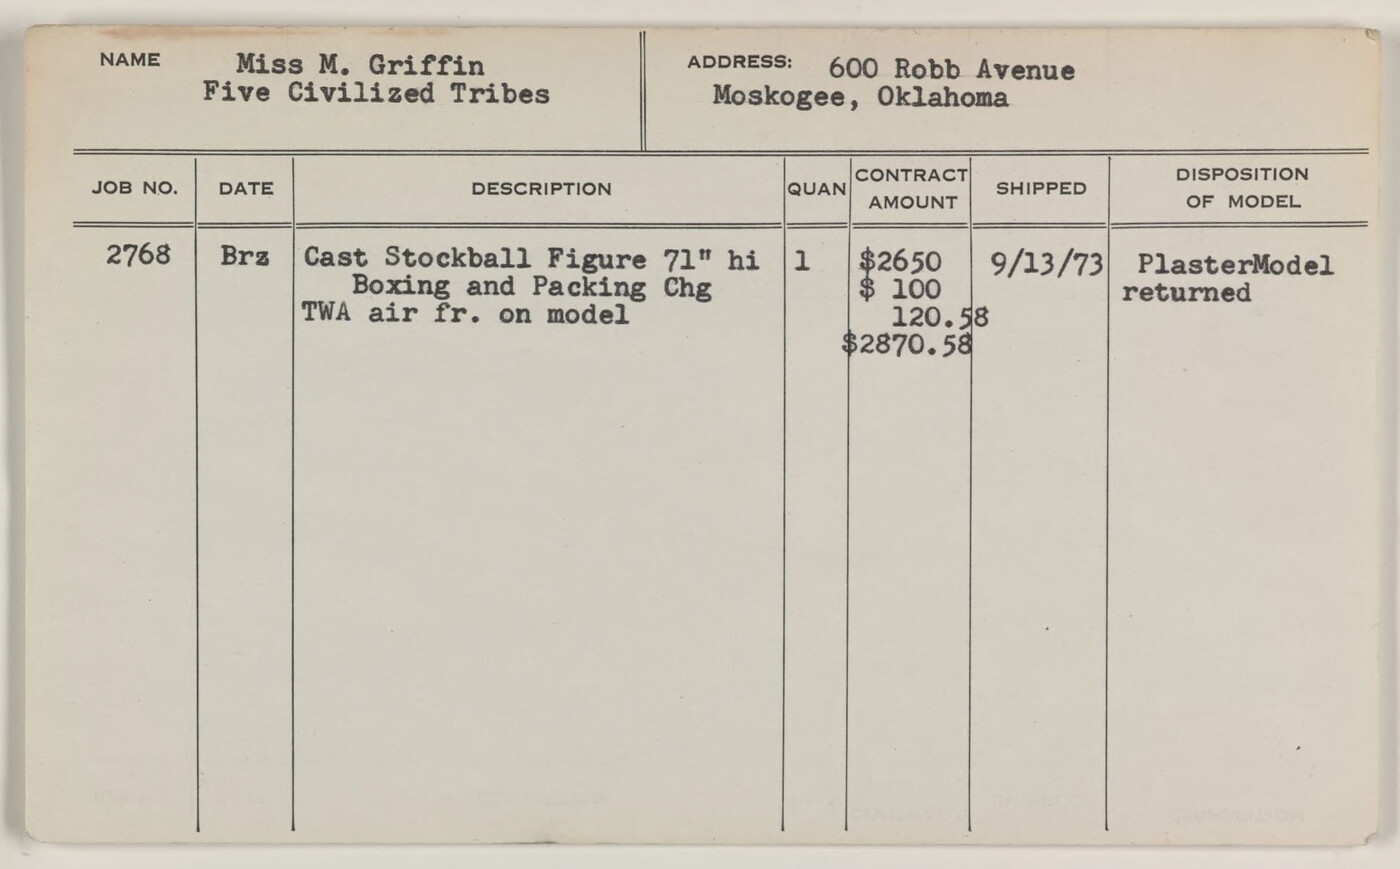 NAME Miss M. Griffin
Five Civilized Tribes
ADDRESS: 600 Robb Avenue
Moskogee, Oklahoma
JOB NO. DATE DESCRIPTION QUAN CONTRACT AMOUNT SHIPPED DISPOSITION OF MODEL
2768 Brz Cast Stockball Figure 71" hi 1 $2650 9/13/73 PlasterModel
Boxing and Packing Chg $ 100 returned
TWA air fr. on model 120.58
$2870.58